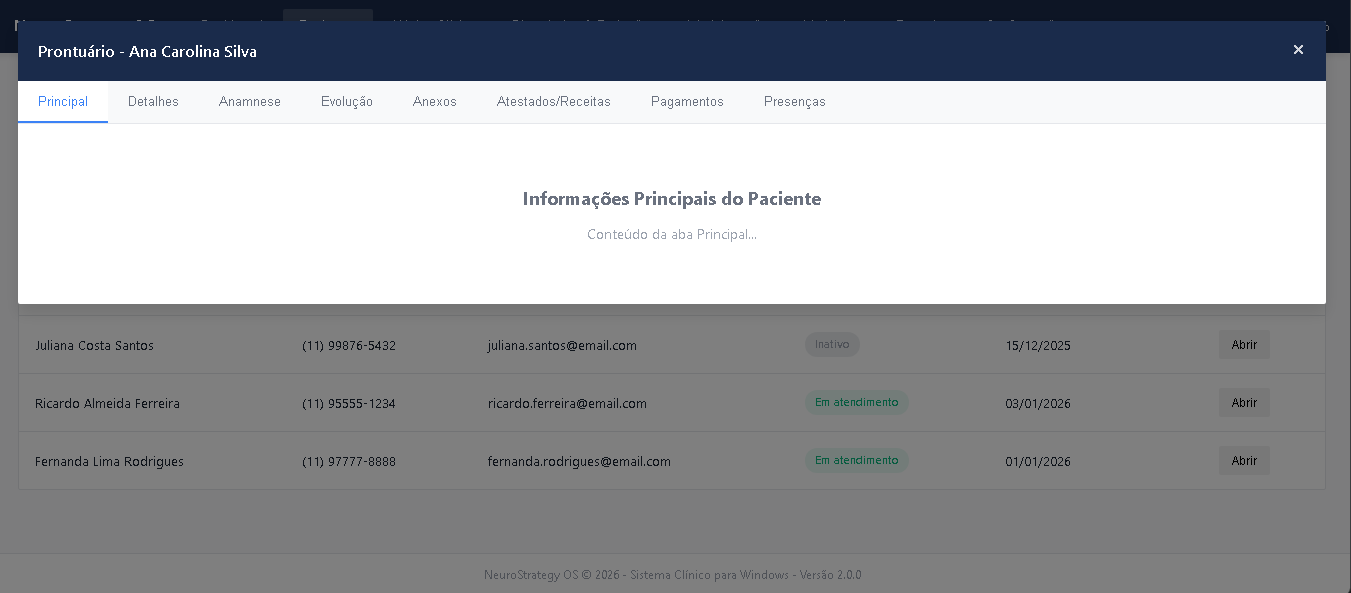 Prontuário - Ana Carolina Silva ×
Principal Detalhes Anamnese Evolução Anexos Atestados/Receitas Pagamentos Presenças
Informações Principais do Paciente
Conteúdo da aba Principal...
Juliana Costa Santos (11) 99876-5432 juliana.santos@email.com Inativo 15/12/2025 Abrir
Ricardo Almeida Ferreira (11) 95555-1234 ricardo.ferreira@email.com Em atendimento 03/01/2026 Abrir
Fernanda Lima Rodrigues (11) 97777-8888 fernanda.rodrigues@email.com Em atendimento 01/01/2026 Abrir
NeuroStrategy OS © 2026 - Sistema Clínico para Windows - Versão 2.0.0